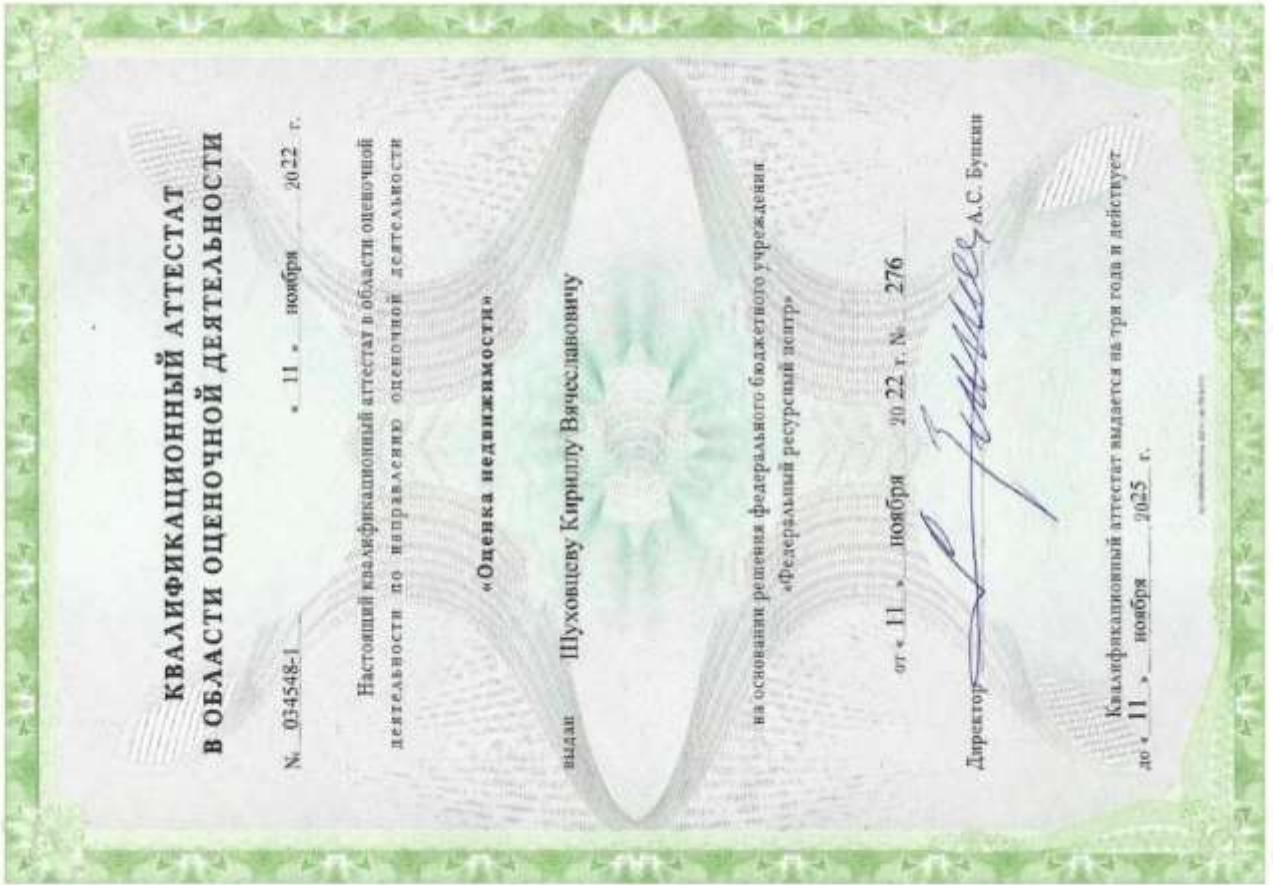 КВАЛИФИКАЦИОННЫЙ АТТЕСТАТ
В ОБЛАСТИ ОЦЕНОЧНОЙ ДЕЯТЕЛЬНОСТИ
№ 034548-1 « 11 » ноября 2022 г.
Настоящий квалификационный аттестат в области оценочной
деятельности по направлению оценочной деятельности
«Оценка недвижимости»
выдан Шуховцеву Кириллу Вячеславовичу
на основании решения федерального бюджетного учреждения
«Федеральный ресурсный центр»
от « 11 » ноября 2022 г. № 276
Директор А.С. Бункин
Квалификационный аттестат выдается на три года и действует
до « 11 » ноября 2025 г.